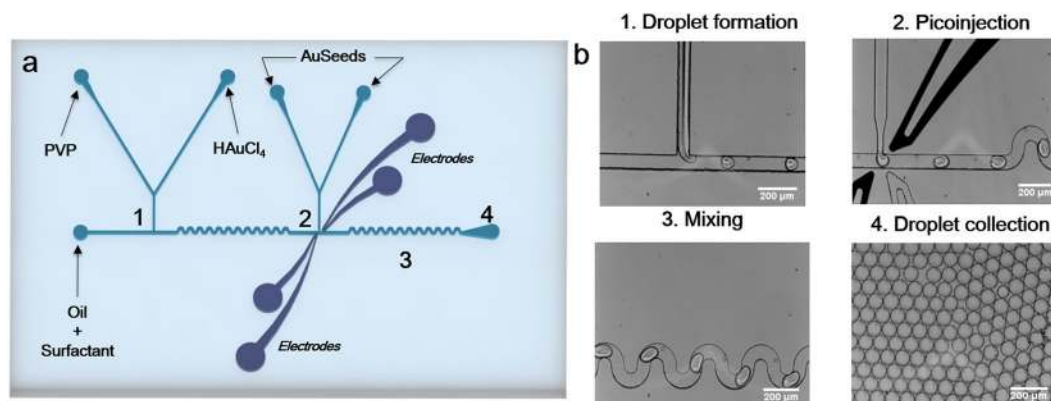 a
AuSeeds
PVP
HAuCl4
Electrodes
1
2
3
4
Oil
+
Surfactant
Electrodes
b
1. Droplet formation
200 µm
2. Picoinjection
200 µm
3. Mixing
200 µm
4. Droplet collection
200 µm